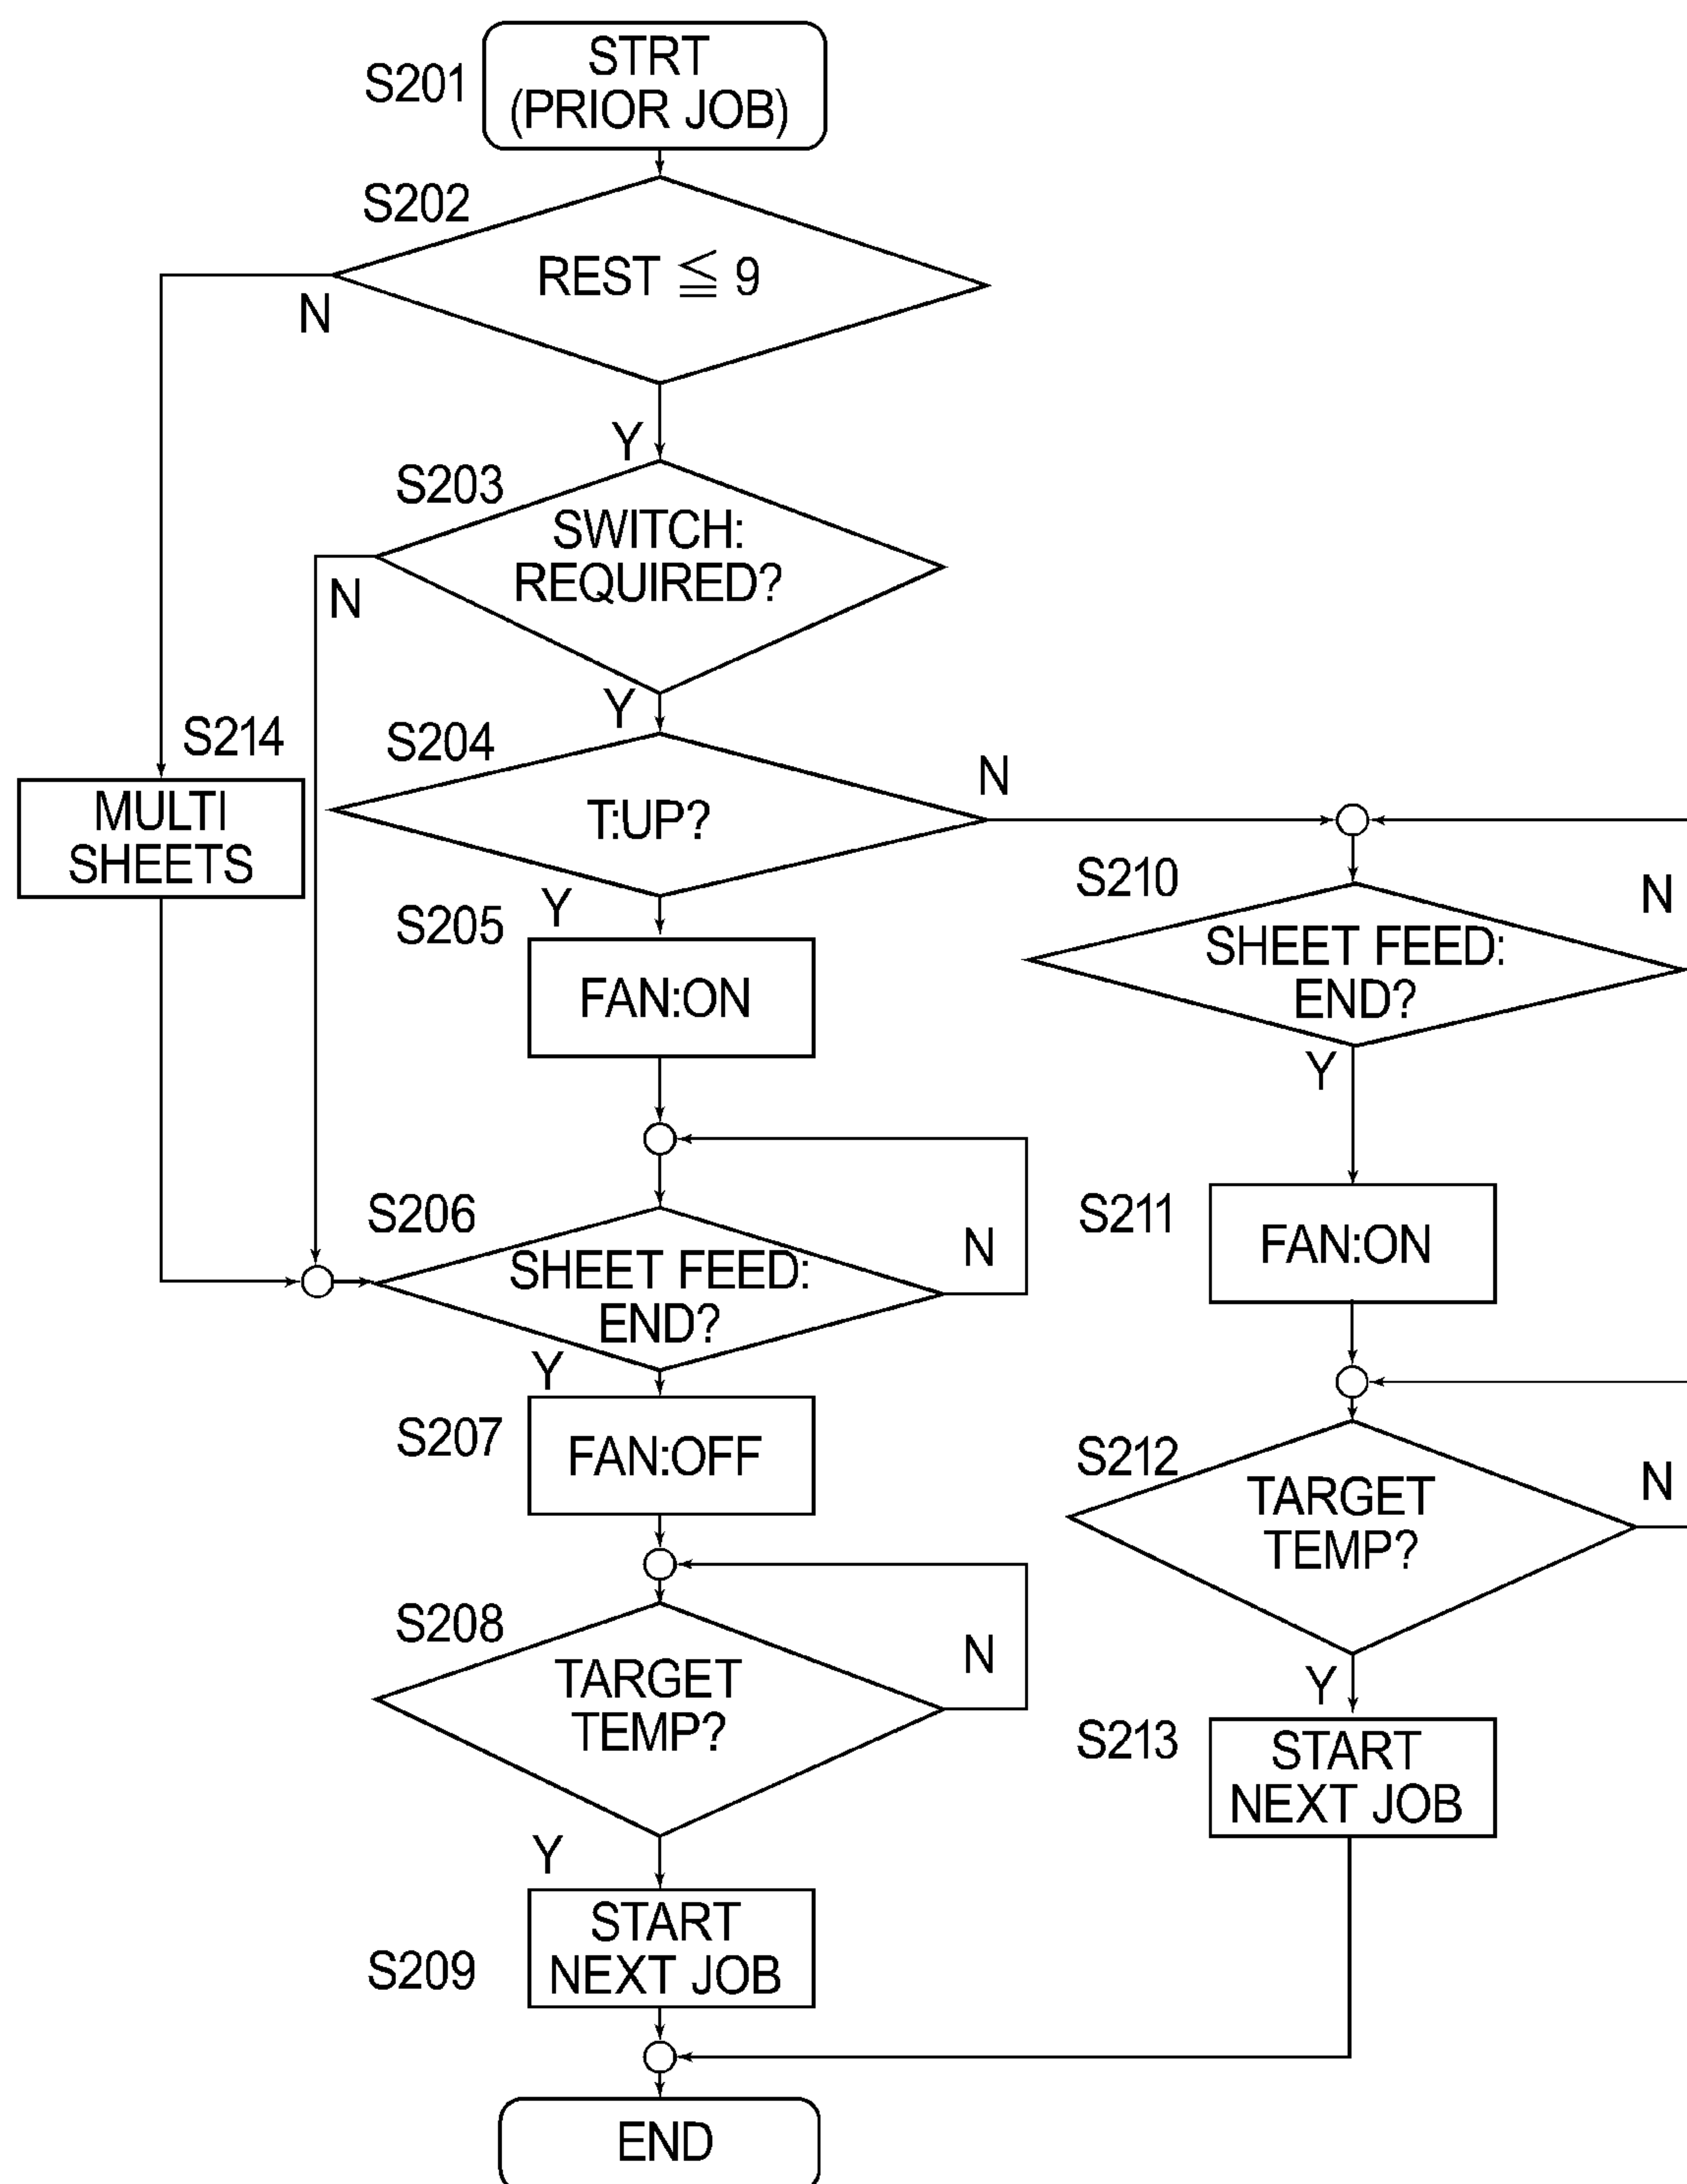 S201
STRT
(PRIOR JOB)
S202
REST ≦ 9
N
Y
S203
SWITCH:
REQUIRED?
N
Y
S214
MULTI
SHEETS
S204
T:UP?
N
Y
S205
FAN:ON
S210
SHEET FEED:
END?
N
Y
S206
SHEET FEED:
END?
N
Y
S211
FAN:ON
S207
FAN:OFF
S212
TARGET
TEMP?
N
Y
S208
TARGET
TEMP?
N
Y
S213
START
NEXT JOB
S209
START
NEXT JOB
END